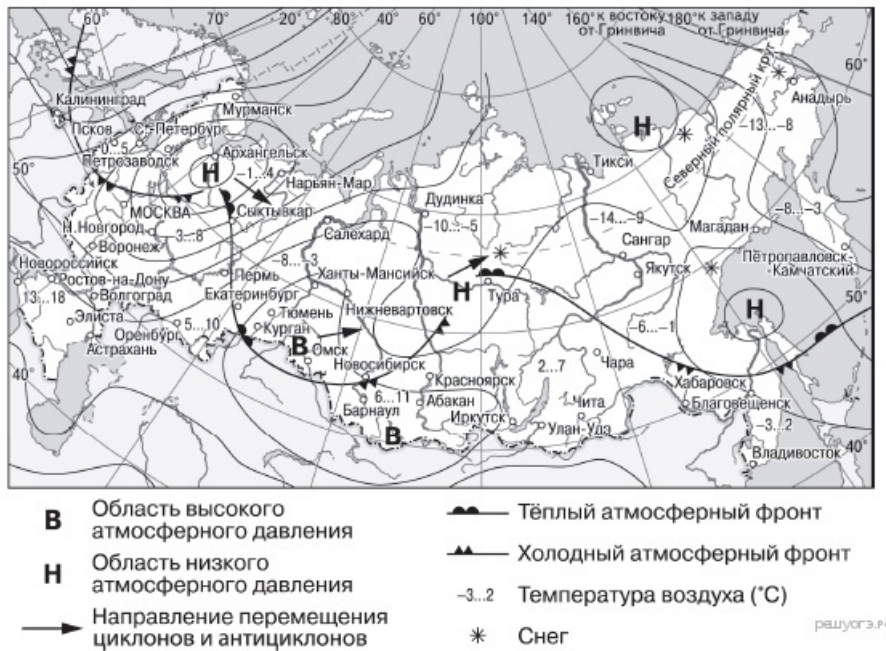 60° 70° 20° 80° 40° 60° 100° 140° 160° к востоку 180° к западу
от Гринвича от Гринвича
60°
Северный полярный круг
Калининград
Мурманск
Н
Анадырь
–13...–8
Псков С.-Петербург
0...5
Петрозаводск
Архангельск
Н
–1...4
Нарьян-Мар
Тикси
50°
МОСКВА
Сыктывкар
Дудинка
–10...–5
–14...–9
–8...–3
Магадан
Н.Новгород
3...8
Салехард
Сангар
Воронеж
–8...–3
Петропавловск-
Камчатский
Новороссийск
Пермь
Ханты-Мансийск
Якутск
Ростов-на-Дону
Волгоград
Екатеринбург
Н
Тура
50°
13...18
Нижневартовск
Н
Элиста
Тюмень
Оренбург
5...10
Курган
–6...–1
Астрахань
В
Омск
Новосибирск
2...7
Чара
40°
Красноярск
Хабаровск
6...11
Абакан
Чита
Благовещенск
Барнаул
Иркутск
Улан-Удэ
–3...2
В
40°
Владивосток
В Область высокого
атмосферного давления
Н Область низкого
атмосферного давления
Направление перемещения
циклонов и антициклонов
Тёплый атмосферный фронт
Холодный атмосферный фронт
–3...2 Температура воздуха (°С)
Снег